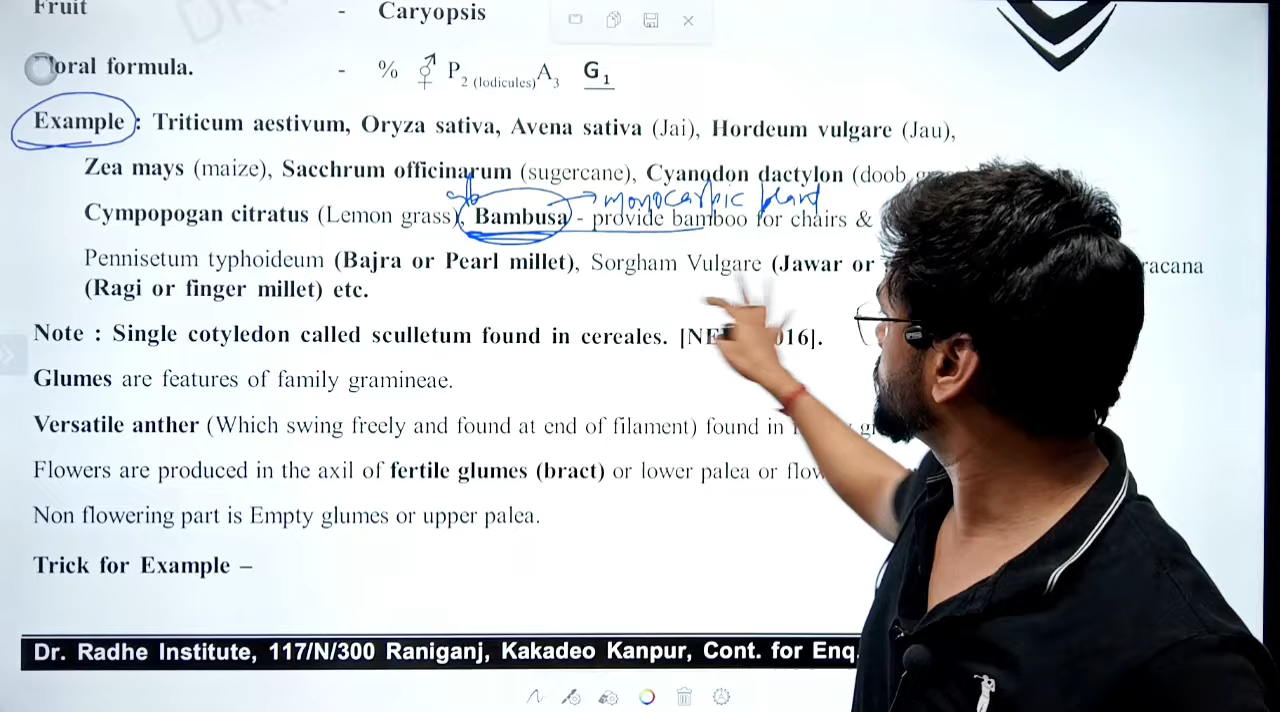 Fruit - Caryopsis
oral formula. - % ⚥ P2 (lodicules)A3 G1
Example : Triticum aestivum, Oryza sativa, Avena sativa (Jai), Hordeum vulgare (Jau),
Zea mays (maize), Sacchrum officinarum (sugercane), Cyanodon dactylon (doob
monocarpic plant
Cympopogan citratus (Lemon grass), Bambusa - provide bamboo for chairs &
Pennisetum typhoideum (Bajra or Pearl millet), Sorgham Vulgare (Jawar or racana
(Ragi or finger millet) etc.
Note : Single cotyledon called sculletum found in cereales. [NE 016].
Glumes are features of family gramineae.
Versatile anther (Which swing freely and found at end of filament) found in
Flowers are produced in the axil of fertile glumes (bract) or lower palea or
Non flowering part is Empty glumes or upper palea.
Trick for Example –
Dr. Radhe Institute, 117/N/300 Raniganj, Kakadeo Kanpur, Cont. for Enq.